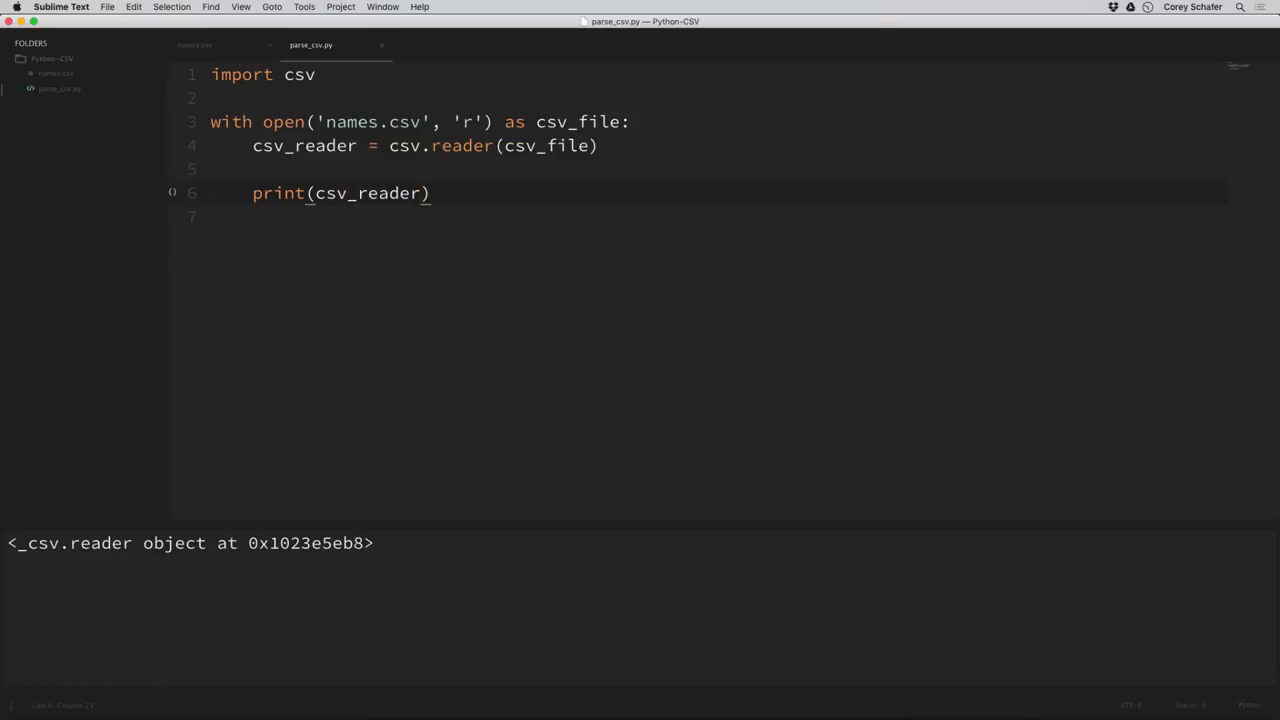 Sublime Text File Edit Selection Find View Goto Tools Project Window Help Corey Schafer
parse_csv.py — Python-CSV
FOLDERS
Python-CSV
names.csv
parse_csv.py
names.csv parse_csv.py
1 import csv
2
3 with open('names.csv', 'r') as csv_file:
4 csv_reader = csv.reader(csv_file)
5
6 print(csv_reader)
7
<_csv.reader object at 0x1023e5eb8>
Line 6, Column 11 UTF-8 Spaces: 4 Python